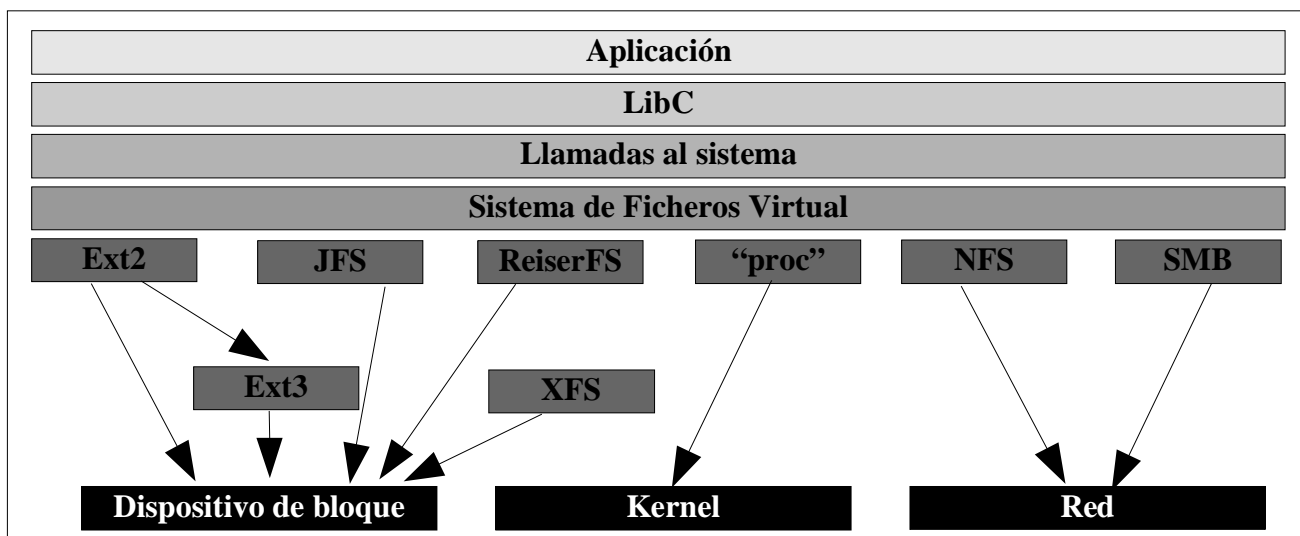 Aplicación
LibC
Llamadas al sistema
Sistema de Ficheros Virtual
Ext2
JFS
ReiserFS
“proc”
NFS
SMB
Ext3
XFS
Dispositivo de bloque
Kernel
Red